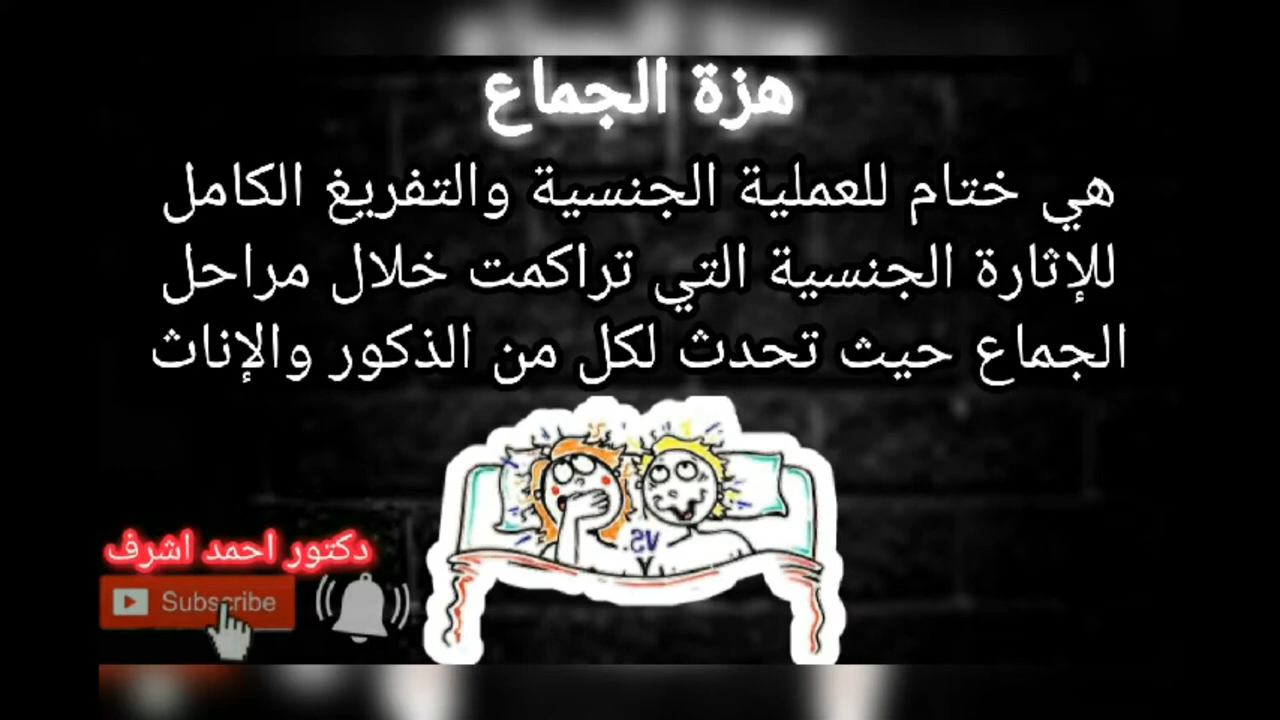 هزة الجماع
هي ختام للعملية الجنسية والتفريغ الكامل
للإثارة الجنسية التي تراكمت خلال مراحل
الجماع حيث تحدث لكل من الذكور والإناث
VS.
دكتور احمد اشرف
Subscribe